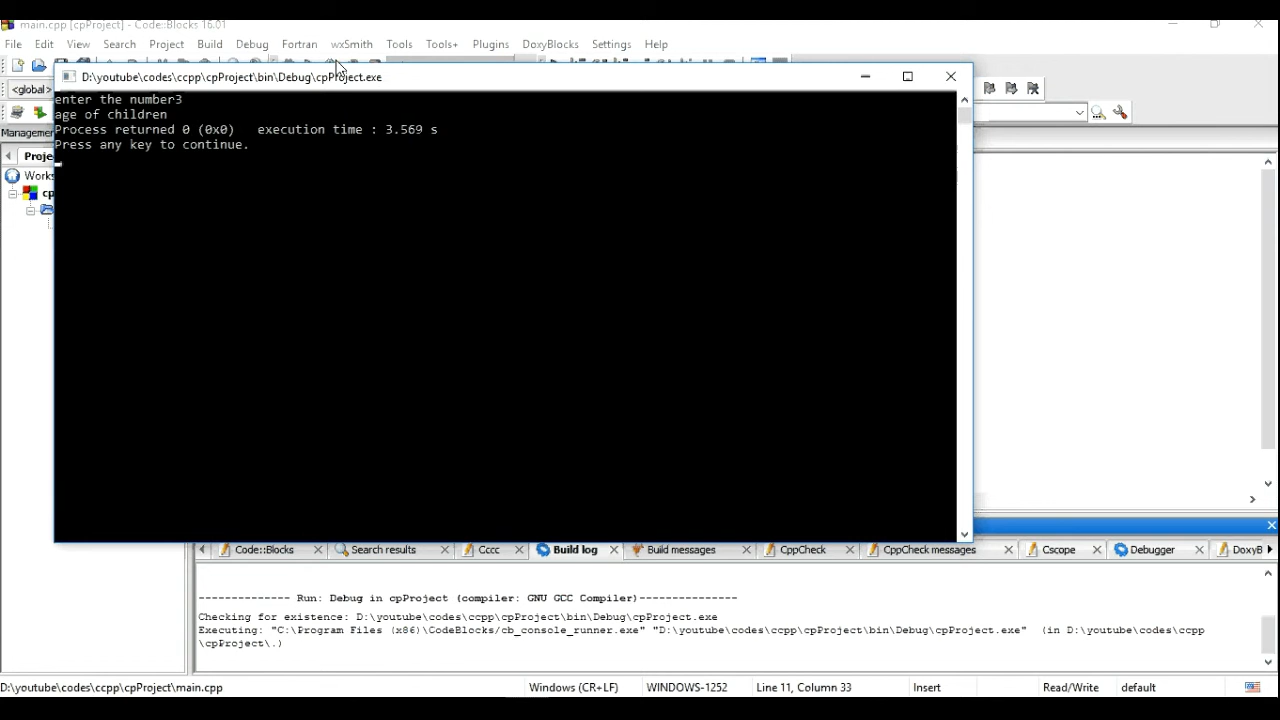 main.cpp [cpProject] - Code::Blocks 16.01
File Edit View Search Project Build Debug Fortran wxSmith Tools Tools+ Plugins DoxyBlocks Settings Help
D:\youtube\codes\ccpp\cpProject\bin\Debug\cpProject.exe
<global>
enter the number3
age of children
Process returned 0 (0x0)   execution time : 3.569 s
Press any key to continue.
Management
Proje
Works
cp
Code::Blocks Search results Cccc Build log Build messages CppCheck CppCheck messages Cscope Debugger DoxyB
-------------- Run: Debug in cpProject (compiler: GNU GCC Compiler)---------------
Checking for existence: D:\youtube\codes\ccpp\cpProject\bin\Debug\cpProject.exe
Executing: "C:\Program Files (x86)\CodeBlocks/cb_console_runner.exe" "D:\youtube\codes\ccpp\cpProject\bin\Debug\cpProject.exe"  (in D:\youtube\codes\ccpp
\cpProject\.)
D:\youtube\codes\ccpp\cpProject\main.cpp Windows (CR+LF) WINDOWS-1252 Line 11, Column 33 Insert Read/Write default